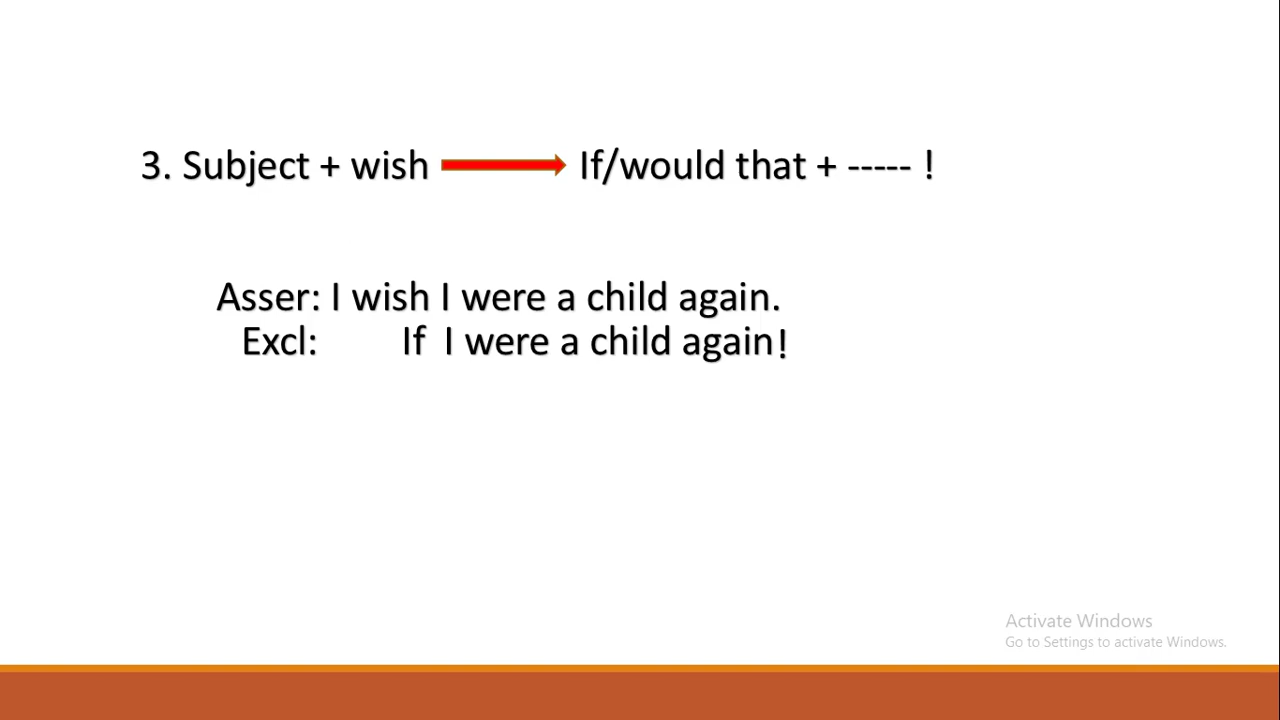 3. Subject + wish If/would that + ----- !
Asser: I wish I were a child again.
Excl: If I were a child again!
Activate Windows
Go to Settings to activate Windows.